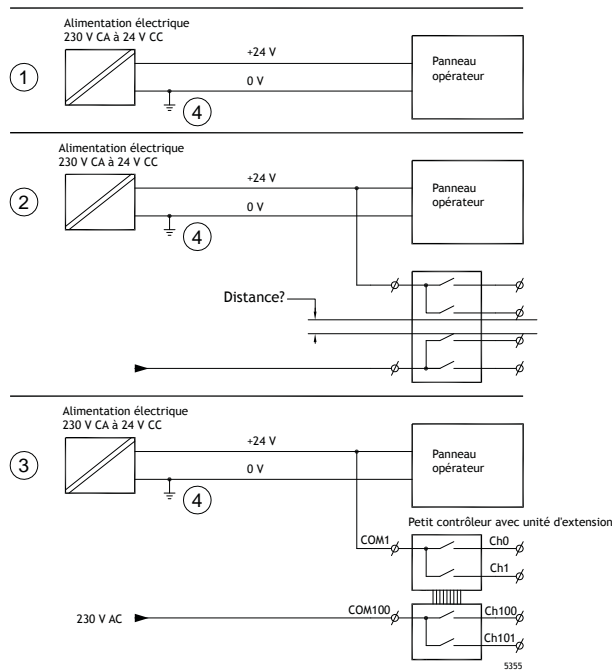 Alimentation électrique
230 V CA à 24 V CC
+24 V
0 V
Panneau
opérateur
1
4
Alimentation électrique
230 V CA à 24 V CC
+24 V
0 V
Panneau
opérateur
2
4
Distance?
Alimentation électrique
230 V CA à 24 V CC
+24 V
0 V
Panneau
opérateur
3
4
Petit contrôleur avec unité d'extension
COM1
Ch0
Ch1
230 V AC
COM100
Ch100
Ch101
5355